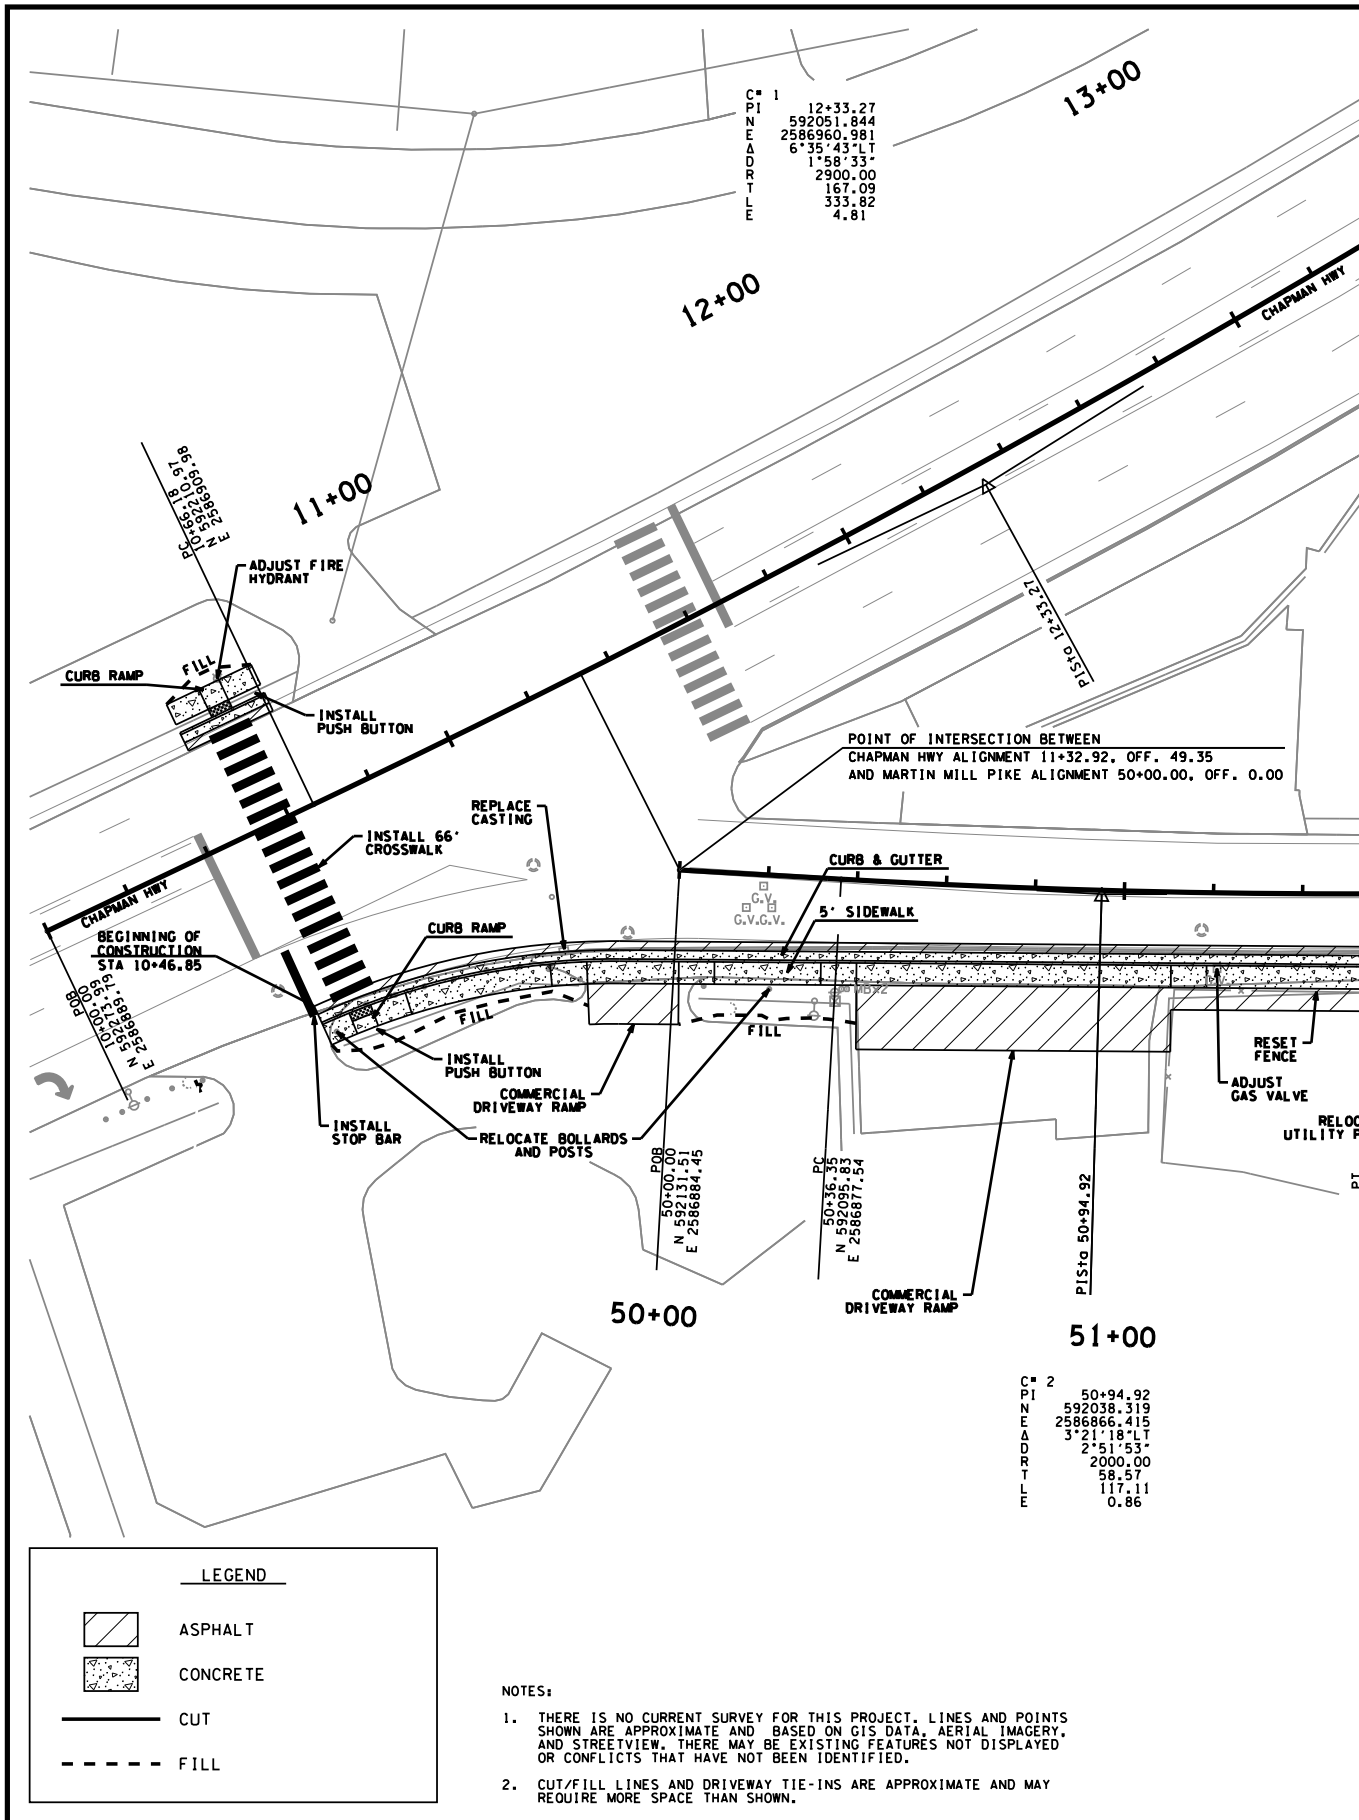 C# 1
PI 12+33.27
N 592051.844
E 2586960.981
Δ 6°35'43"LT
D 1°58'33"
R 2900.00
T 167.09
L 333.82
E 4.81
13+00
12+00
11+00
CHAPMAN HWY
PC
10+66.18
N 592210.97
E 2586909.98
ADJUST FIRE
HYDRANT
FILL
CURB RAMP
INSTALL
PUSH BUTTON
PISta 12+33.27
POINT OF INTERSECTION BETWEEN
CHAPMAN HWY ALIGNMENT 11+32.92, OFF. 49.35
AND MARTIN MILL PIKE ALIGNMENT 50+00.00, OFF. 0.00
REPLACE
CASTING
INSTALL 66'
CROSSWALK
CURB & GUTTER
CHAPMAN HWY
G.V.
G.V.G.V.
5' SIDEWALK
CURB RAMP
BEGINNING OF
CONSTRUCTION
STA 10+46.85
POB
10+00.00
N 592273.79
E 2586889.99
MBX2
FILL
FILL
INSTALL
PUSH BUTTON
COMMERCIAL
DRIVEWAY RAMP
RESET
FENCE
ADJUST
GAS VALVE
INSTALL
STOP BAR
RELOCATE BOLLARDS
AND POSTS
RELOC
UTILITY P
POB
50+00.00
N 592131.51
E 2586884.45
PC
50+36.35
N 592095.83
E 2586877.54
PISta 50+94.92
PI
COMMERCIAL
DRIVEWAY RAMP
50+00
51+00
C# 2
PI 50+94.92
N 592038.319
E 2586866.415
Δ 3°21'18"LT
D 2°51'53"
R 2000.00
T 58.57
L 117.11
E 0.86
LEGEND
ASPHALT
CONCRETE
CUT
FILL
NOTES:
1. THERE IS NO CURRENT SURVEY FOR THIS PROJECT. LINES AND POINTS
SHOWN ARE APPROXIMATE AND BASED ON GIS DATA, AERIAL IMAGERY,
AND STREETVIEW. THERE MAY BE EXISTING FEATURES NOT DISPLAYED
OR CONFLICTS THAT HAVE NOT BEEN IDENTIFIED.
2. CUT/FILL LINES AND DRIVEWAY TIE-INS ARE APPROXIMATE AND MAY
REQUIRE MORE SPACE THAN SHOWN.